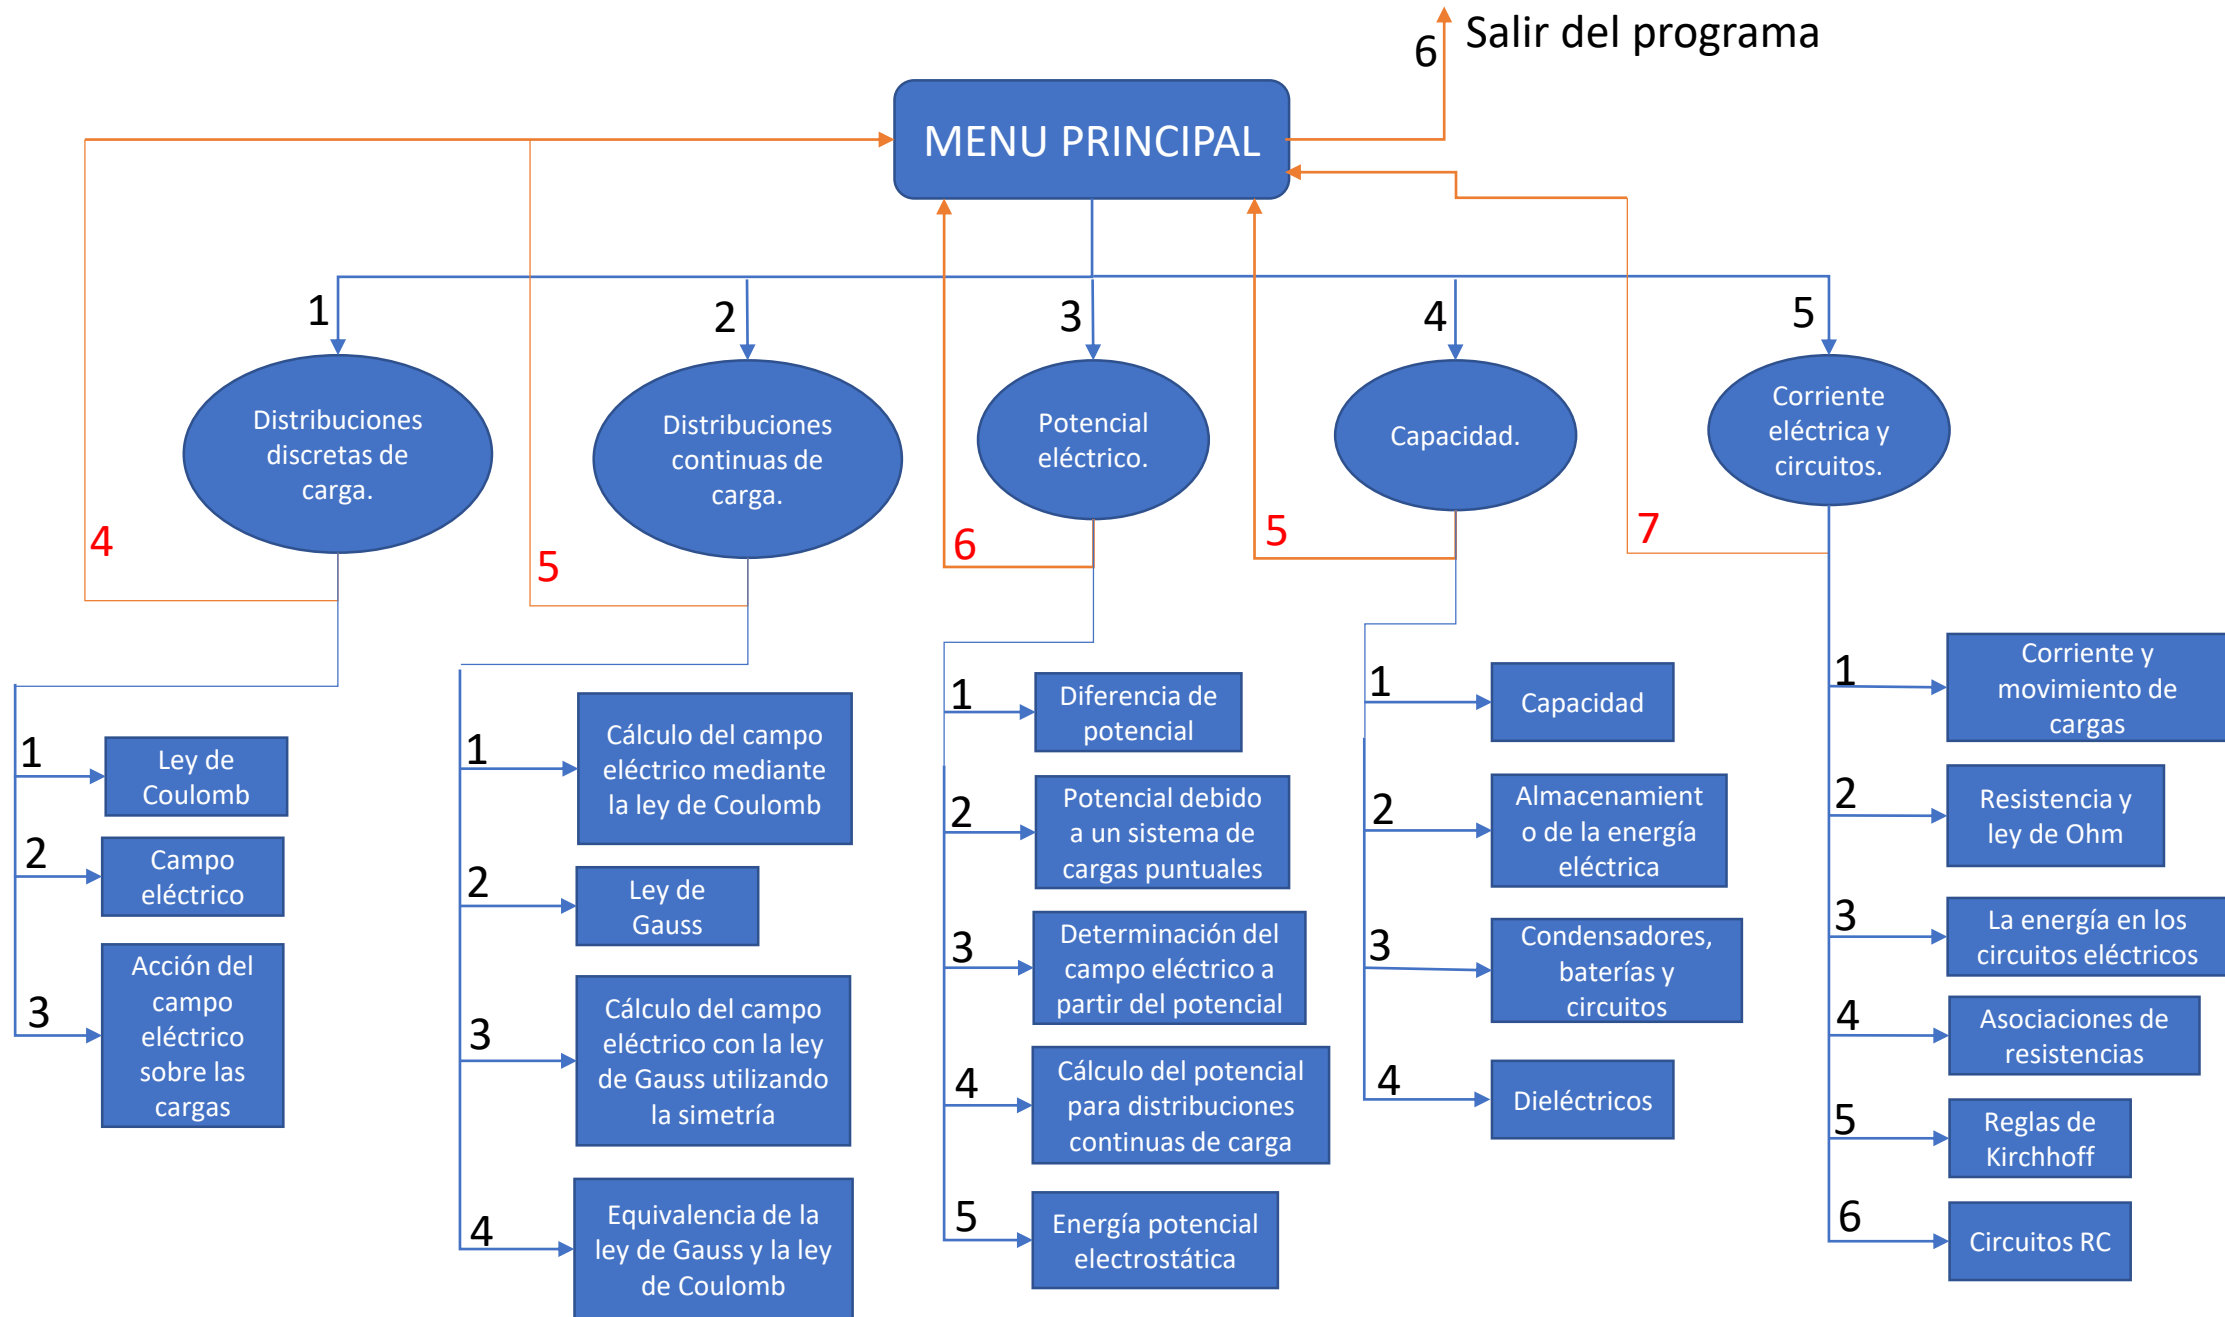 6
Salir del programa
MENU PRINCIPAL
1
2
3
4
5
Distribuciones
discretas de
carga.
Distribuciones
continuas de
carga.
Potencial
eléctrico.
Capacidad.
Corriente
eléctrica y
circuitos.
4
5
6
5
7
1
Ley de
Coulomb
2
Campo
eléctrico
3
Acción del
campo
eléctrico
sobre las
cargas
1
Cálculo del campo
eléctrico mediante
la ley de Coulomb
2
Ley de
Gauss
3
Cálculo del campo
eléctrico con la ley
de Gauss utilizando
la simetría
4
Equivalencia de la
ley de Gauss y la ley
de Coulomb
1
Diferencia de
potencial
2
Potencial debido
a un sistema de
cargas puntuales
3
Determinación del
campo eléctrico a
partir del potencial
4
Cálculo del potencial
para distribuciones
continuas de carga
5
Energía potencial
electrostática
1
Capacidad
2
Almacenamient
o de la energía
eléctrica
3
Condensadores,
baterías y
circuitos
4
Dieléctricos
1
Corriente y
movimiento de
cargas
2
Resistencia y
ley de Ohm
3
La energía en los
circuitos eléctricos
4
Asociaciones de
resistencias
5
Reglas de
Kirchhoff
6
Circuitos RC